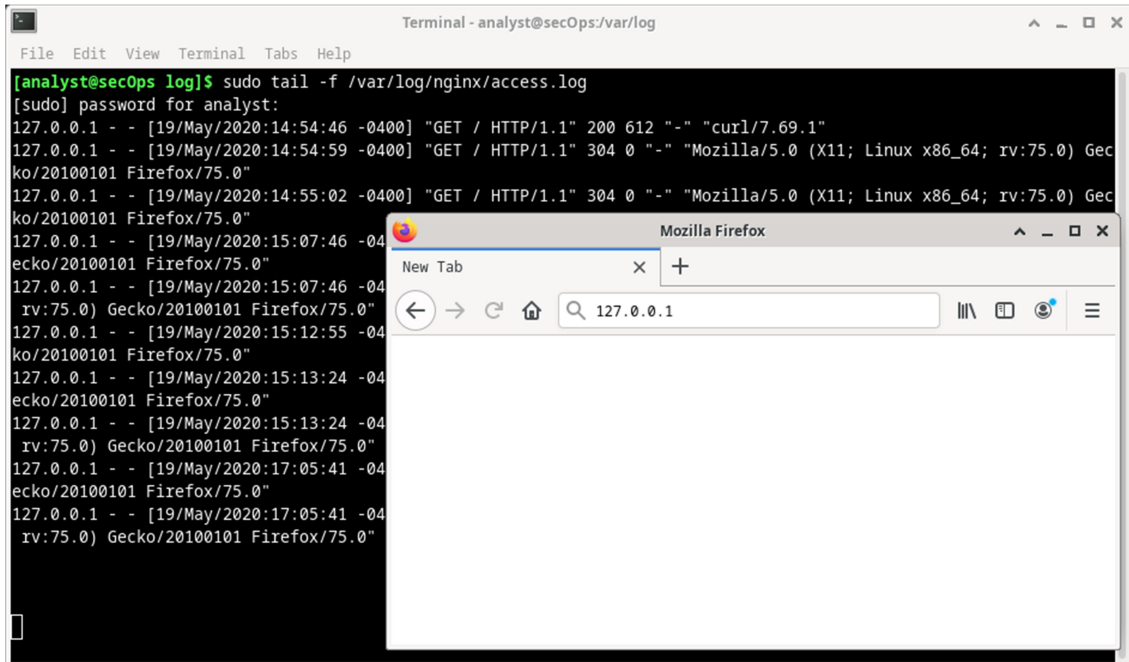 Terminal - analyst@secOps:/var/log
File Edit View Terminal Tabs Help
[analyst@secOps log]$ sudo tail -f /var/log/nginx/access.log
[sudo] password for analyst:
127.0.0.1 - - [19/May/2020:14:54:46 -0400] "GET / HTTP/1.1" 200 612 "-" "curl/7.69.1"
127.0.0.1 - - [19/May/2020:14:54:59 -0400] "GET / HTTP/1.1" 304 0 "-" "Mozilla/5.0 (X11; Linux x86_64; rv:75.0) Gec
ko/20100101 Firefox/75.0"
127.0.0.1 - - [19/May/2020:14:55:02 -0400] "GET / HTTP/1.1" 304 0 "-" "Mozilla/5.0 (X11; Linux x86_64; rv:75.0) Gec
ko/20100101 Firefox/75.0"
127.0.0.1 - - [19/May/2020:15:07:46 -04
ecko/20100101 Firefox/75.0"
127.0.0.1 - - [19/May/2020:15:07:46 -04
rv:75.0) Gecko/20100101 Firefox/75.0"
127.0.0.1 - - [19/May/2020:15:12:55 -04
ko/20100101 Firefox/75.0"
127.0.0.1 - - [19/May/2020:15:13:24 -04
ecko/20100101 Firefox/75.0"
127.0.0.1 - - [19/May/2020:15:13:24 -04
rv:75.0) Gecko/20100101 Firefox/75.0"
127.0.0.1 - - [19/May/2020:17:05:41 -04
ecko/20100101 Firefox/75.0"
127.0.0.1 - - [19/May/2020:17:05:41 -04
rv:75.0) Gecko/20100101 Firefox/75.0"
Mozilla Firefox
New Tab
127.0.0.1